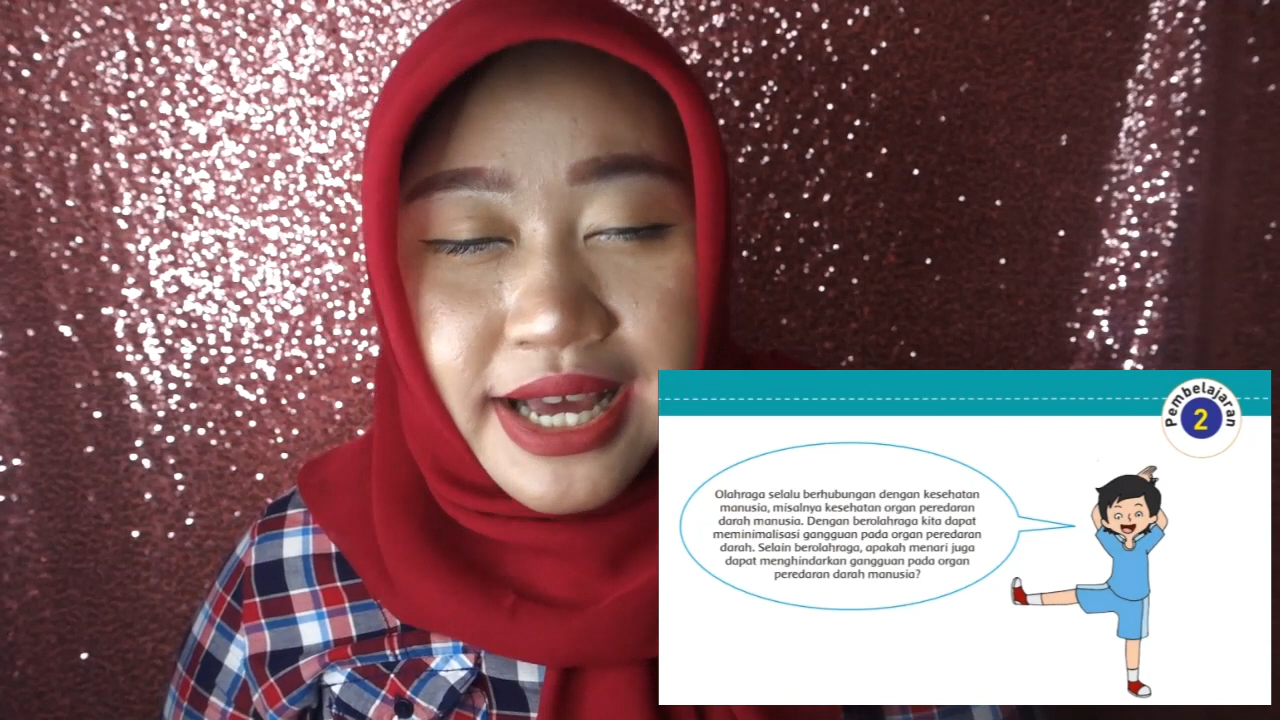 Pembelajaran
2
Olahraga selalu berhubungan dengan kesehatan
manusia, misalnya kesehatan organ peredaran
darah manusia. Dengan berolahraga kita dapat
meminimalisasi gangguan pada organ peredaran
darah. Selain berolahraga, apakah menari juga
dapat menghindarkan gangguan pada organ
peredaran darah manusia?